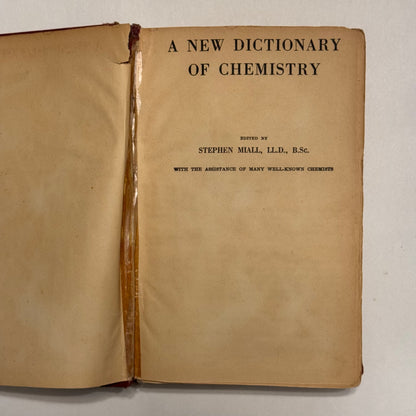 A NEW DICTIONARY
OF CHEMISTRY
EDITED BY
STEPHEN MIALL, LL.D., B.Sc.
WITH THE ASSISTANCE OF MANY WELL-KNOWN CHEMISTS